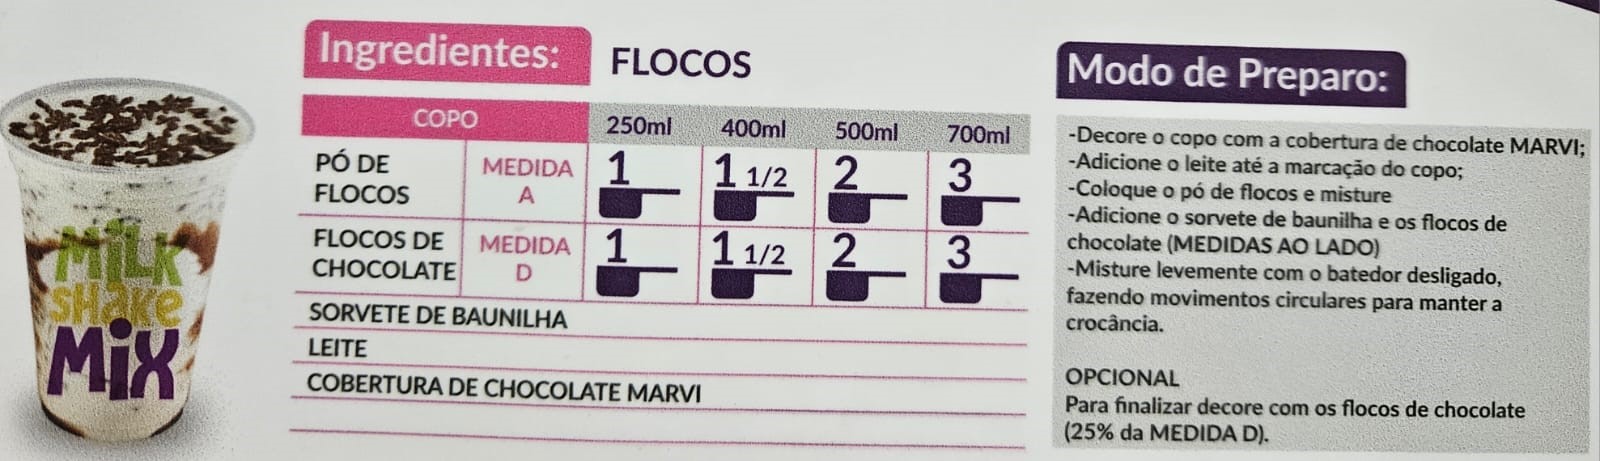 Ingredientes: FLOCOS
COPO 250ml 400ml 500ml 700ml
PÓ DE FLOCOS MEDIDA A 1 1 1/2 2 3
FLOCOS DE CHOCOLATE MEDIDA D 1 1 1/2 2 3
SORVETE DE BAUNILHA
LEITE
COBERTURA DE CHOCOLATE MARVI
Modo de Preparo:
-Decore o copo com a cobertura de chocolate MARVI;
-Adicione o leite até a marcação do copo;
-Coloque o pó de flocos e misture
-Adicione o sorvete de baunilha e os flocos de
chocolate (MEDIDAS AO LADO)
-Misture levemente com o batedor desligado,
fazendo movimentos circulares para manter a
crocância.
OPCIONAL
Para finalizar decore com os flocos de chocolate
(25% da MEDIDA D).
MiLK
SHaKe
MiX